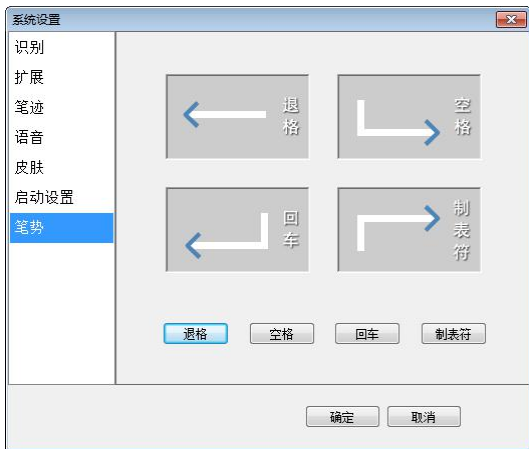 系统设置
识别
扩展
笔迹
语音
皮肤
启动设置
笔势
退格
空格
回车
制表符
退格 空格 回车 制表符
确定 取消